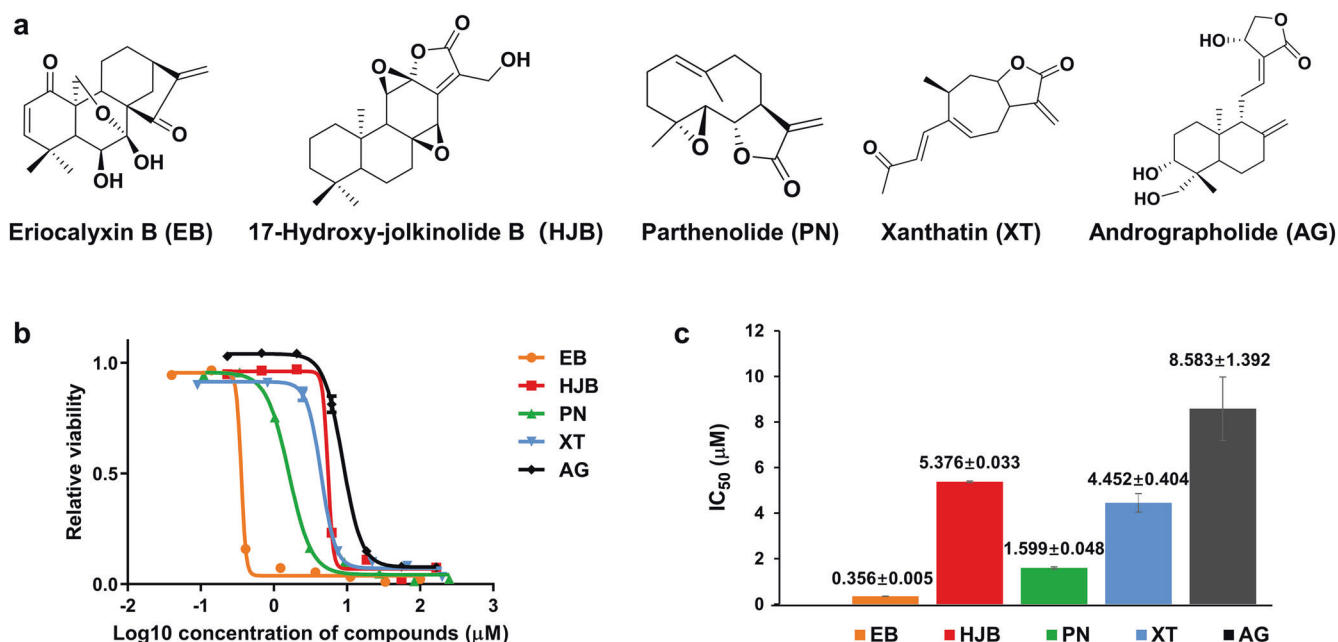 a
O
O
O
OH
OH
Eriocalyxin B (EB)
O
O
O
O
OH
17-Hydroxy-jolkinolide B (HJB)
O
O
O
Parthenolide (PN)
O
O
O
Xanthatin (XT)
HO
O
O
HO
HO
Andrographolide (AG)
b
Relative viability
1.0
0.5
0.0
-2 -1 0 1 2 3
Log10 concentration of compounds (μM)
EB
HJB
PN
XT
AG
c
IC50 (μM)
12
10
8
6
4
2
0
0.356±0.005
5.376±0.033
1.599±0.048
4.452±0.404
8.583±1.392
EB HJB PN XT AG